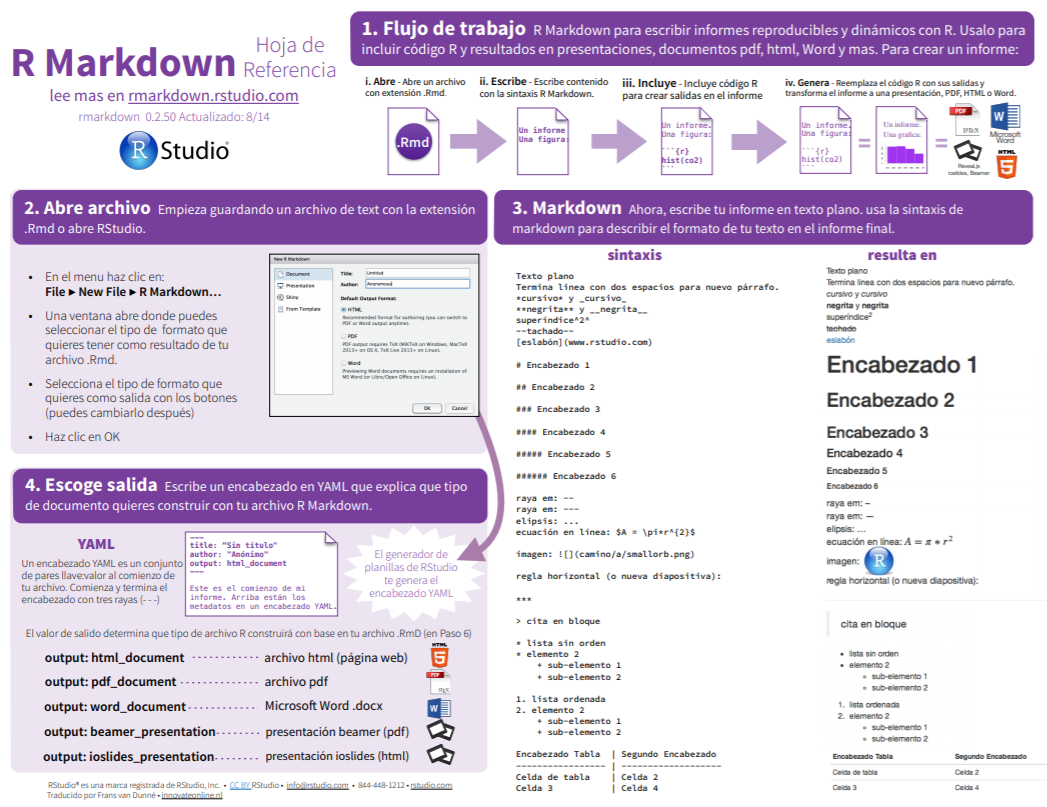 R Markdown Hoja de Referencia
lee mas en rmarkdown.rstudio.com
rmarkdown 0.2.50 Actualizado: 8/14
R Studio®
1. Flujo de trabajo R Markdown para escribir informes reproducibles y dinámicos con R. Usalo para
incluir código R y resultados en presentaciones, documentos pdf, html, Word y mas. Para crear un informe:
i. Abre - Abre un archivo
con extensión .Rmd.
.Rmd
ii. Escribe - Escribe contenido
con la sintaxis R Markdown.
Un informe
Una figura:
iii. Incluye - Incluye código R
para crear salidas en el informe
Un informe.
Una figura:
```{r}
hist(co2)
```
iv. Genera - Reemplaza el código R con sus salidas y
transforma el informe a una presentación, PDF, HTML o Word.
Un informe.
Una figura:
```{r}
hist(co2)
```
=
Un informe.
Una grafica:
=
PDF
LATEX
Microsoft
Word
Reveal.js
ioslides, Beamer
HTML
5
2. Abre archivo Empieza guardando un archivo de text con la extensión
.Rmd o abre RStudio.
• En el menu haz clic en:
File ▸ New File ▸ R Markdown…
• Una ventana abre donde puedes
seleccionar el tipo de formato que
quieres tener como resultado de tu
archivo .Rmd.
• Selecciona el tipo de formato que
quieres como salida con los botones
(puedes cambiarlo después)
• Haz clic en OK
New R Markdown
Document
Presentation
Shiny
From Template
Title: Untitled
Author: Anonymous
Default Output Format:
HTML
Recommended format for authoring (you can switch to
PDF or Word output anytime).
PDF
PDF output requires TeX (MiKTeX on Windows, MacTeX
2013+ on OS X, TeX Live 2013+ on Linux).
Word
Previewing Word documents requires an installation of
MS Word (or Libre/Open Office on Linux).
OK
Cancel
4. Escoge salida Escribe un encabezado en YAML que explica que tipo
de documento quieres construir con tu archivo R Markdown.
YAML
Un encabezado YAML es un conjunto
de pares llave:valor al comienzo de
tu archivo. Comienza y termina el
encabezado con tres rayas (- - -)
---
title: "Sin título"
author: "Anónimo"
output: html_document
---
Este es el comienzo de mi
informe. Arriba están los
metadatos en un encabezado YAML.
El generador de
planillas de RStudio
te genera el
encabezado YAML
El valor de salido determina que tipo de archivo R construirá con base en tu archivo .RmD (en Paso 6)
output: html_document ----------- archivo html (página web)
output: pdf_document ------------- archivo pdf
output: word_document ----------- Microsoft Word .docx
output: beamer_presentation ------- presentación beamer (pdf)
output: ioslides_presentation ------- presentación ioslides (html)
HTML
5
PDF
LATEX
W
RStudio® es una marca registrada de RStudio, Inc. • CC BY RStudio • info@rstudio.com • 844-448-1212 • rstudio.com
Traducido por Frans van Dunné • innovateonline.nl
3. Markdown Ahora, escribe tu informe en texto plano. usa la sintaxis de
markdown para describir el formato de tu texto en el informe final.
sintaxis
Texto plano
Termina linea con dos espacios para nuevo párrafo.
*cursivo* y _cursivo_
**negrita** y __negrita__
superíndice^2^
~~tachado~~
[eslabón](www.rstudio.com)
# Encabezado 1
## Encabezado 2
### Encabezado 3
#### Encabezado 4
##### Encabezado 5
###### Encabezado 6
raya em: --
raya em: ---
elipsis: ...
ecuación en línea: $A = \pi*r^{2}$
imagen: ![](camino/a/smallorb.png)
regla horizontal (o nueva diapositiva):
***
> cita en bloque
* lista sin orden
* elemento 2
+ sub-elemento 1
+ sub-elemento 2
1. lista ordenada
2. elemento 2
+ sub-elemento 1
+ sub-elemento 2
Encabezado Tabla | Segundo Encabezado
----------------- | --------------------
Celda de tabla | Celda 2
Celda 3 | Celda 4
resulta en
Texto plano
Termina linea con dos espacios para nuevo párrafo.
cursivo y cursivo
negrita y negrita
superíndice²
tachado
eslabón
Encabezado 1
Encabezado 2
Encabezado 3
Encabezado 4
Encabezado 5
Encabezado 6
raya em: –
raya em: —
elipsis: …
ecuación en línea: A = π * r²
imagen: R
regla horizontal (o nueva diapositiva):
cita en bloque
• lista sin orden
• elemento 2
◦ sub-elemento 1
◦ sub-elemento 2
1. lista ordenada
2. elemento 2
◦ sub-elemento 1
◦ sub-elemento 2
Encabezado Tabla Segundo Encabezado
Celda de tabla Celda 2
Celda 3 Celda 4